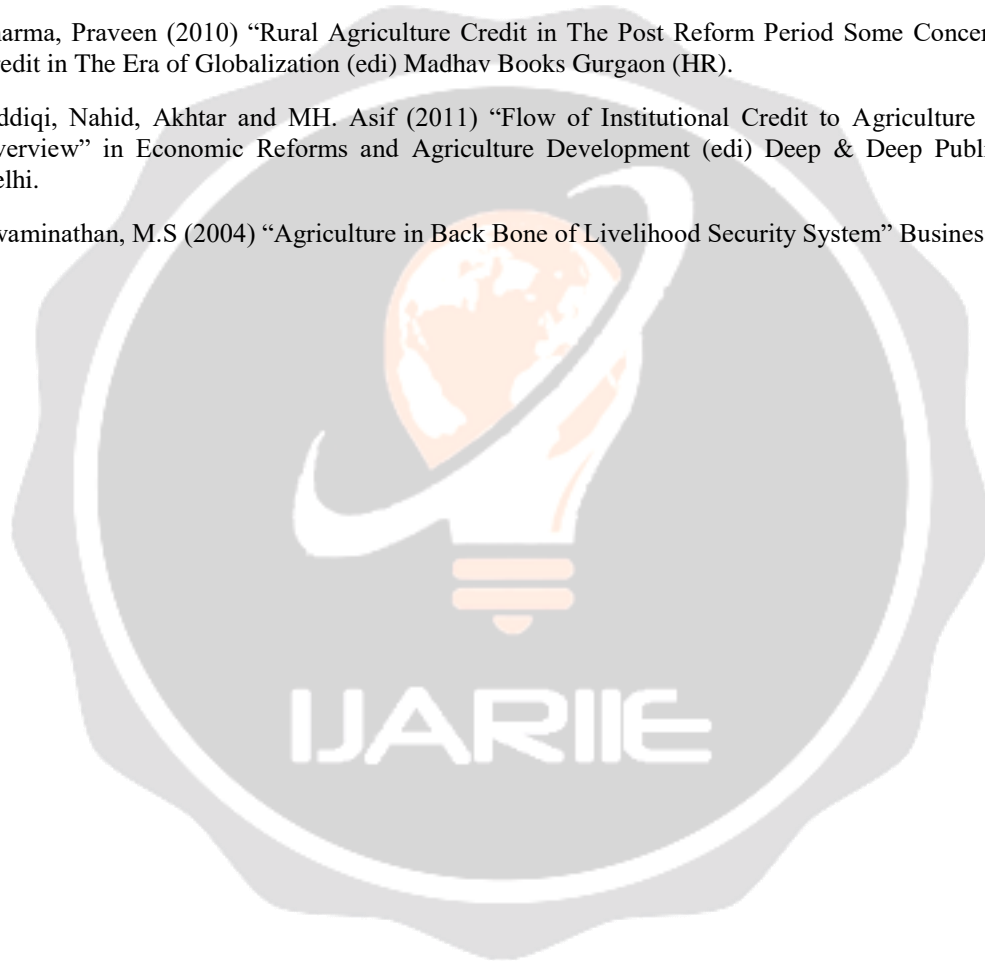 arma, Praveen (2010) “Rural Agriculture Credit in The Post Reform Period Some Concer
redit in The Era of Globalization (edi) Madhav Books Gurgaon (HR).
ddiqi, Nahid, Akhtar and MH. Asif (2011) “Flow of Institutional Credit to Agriculture
verview” in Economic Reforms and Agriculture Development (edi) Deep & Deep Publi
elhi.
waminathan, M.S (2004) “Agriculture in Back Bone of Livelihood Security System” Busines
IJARIIE